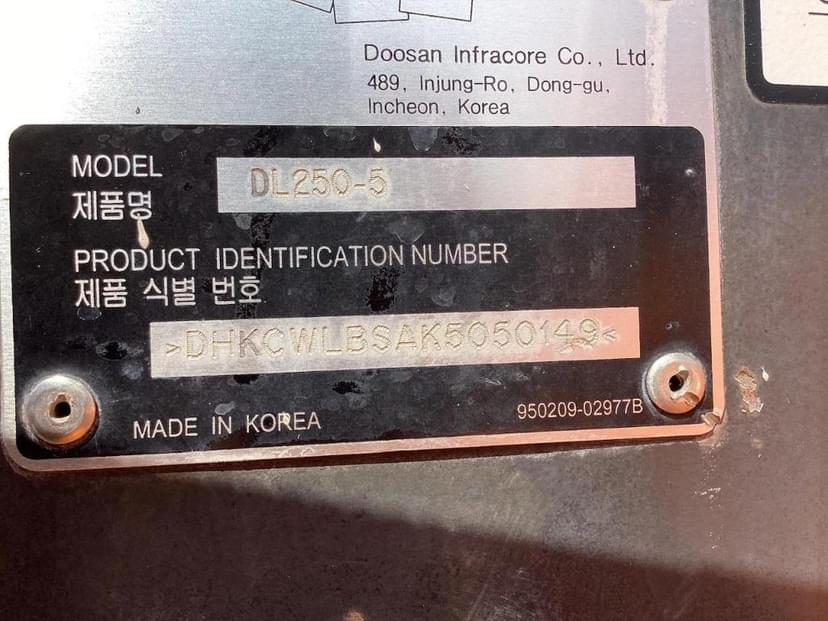 Doosan Infracore Co., Ltd.
489, Injung-Ro, Dong-gu,
Incheon, Korea
MODEL
제품명
DL250-5
PRODUCT IDENTIFICATION NUMBER
제품 식별 번호
>DHKCWLBSAK5050149<
MADE IN KOREA
950209-02977B